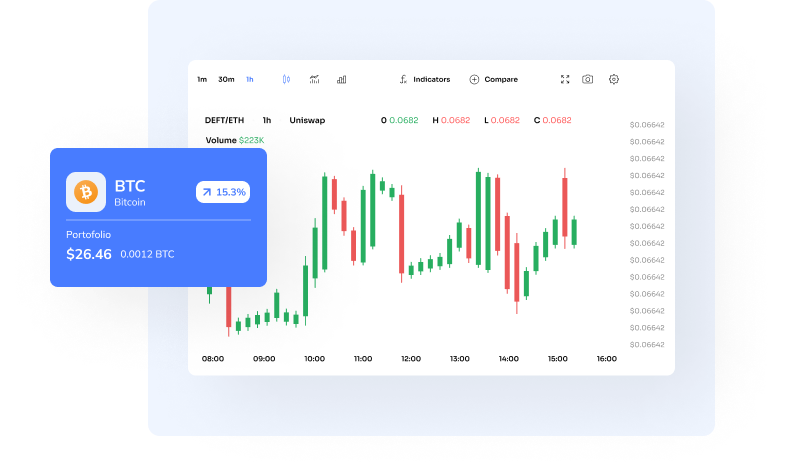 1m 30m 1h Indicators Compare
DEFT/ETH 1h Uniswap O 0.0682 H 0.0682 L 0.0682 C 0.0682
Volume $223K
$0.06642
$0.06642
$0.06642
$0.06642
$0.06642
$0.06642
$0.06642
$0.06642
$0.06642
$0.06642
$0.06642
$0.06642
$0.06642
$0.06642
BTC
Bitcoin
15.3%
Portofolio
$26.46 0.0012 BTC
08:00 09:00 10:00 11:00 12:00 13:00 14:00 15:00 16:00